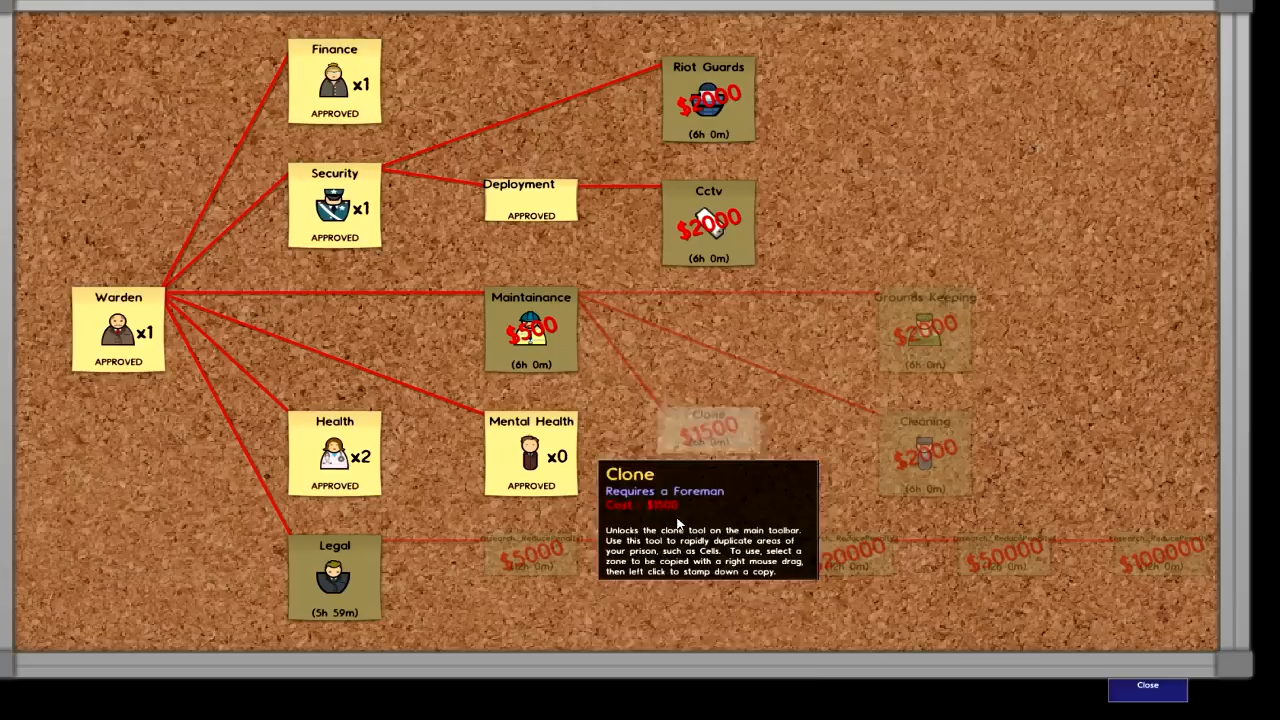 Finance
x1
APPROVED
Riot Guards
$2000
(6h 0m)
Security
x1
APPROVED
Deployment
APPROVED
Cctv
$2000
(6h 0m)
Warden
x1
APPROVED
Maintainance
$500
(6h 0m)
Grounds Keeping
$2000
(6h 0m)
Health
x2
APPROVED
Mental Health
x0
APPROVED
Clone
$1500
(6h 0m)
Cleaning
$2000
(6h 0m)
Clone
Requires a Foreman
Cost : $1500
Unlocks the clone tool on the main toolbar.
Use this tool to rapidly duplicate areas of
your prison, such as Cells. To use, select a
zone to be copied with a right mouse drag,
then left click to stamp down a copy.
Legal
(5h 59m)
$5000
$50000
$100000
Close